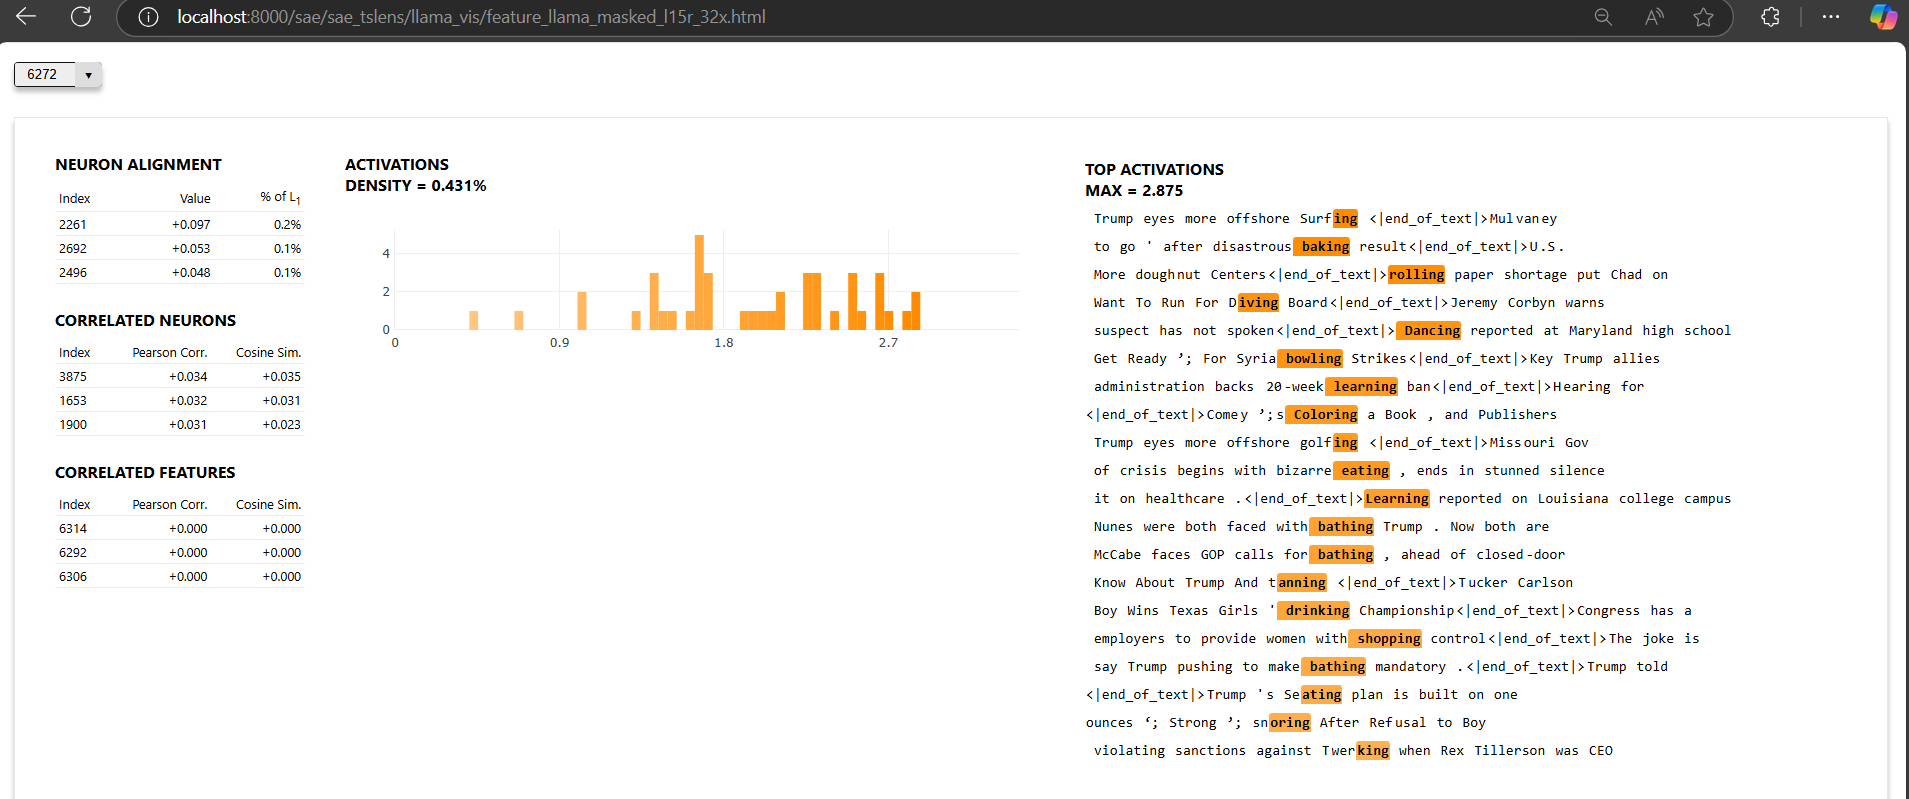 localhost:8000/sae/sae_tslens/llama_vis/feature_llama_masked_l15r_32x.html
6272
NEURON ALIGNMENT
Index Value % of L1
2261 +0.097 0.2%
2692 +0.053 0.1%
2496 +0.048 0.1%
CORRELATED NEURONS
Index Pearson Corr. Cosine Sim.
3875 +0.034 +0.035
1653 +0.032 +0.031
1900 +0.031 +0.023
CORRELATED FEATURES
Index Pearson Corr. Cosine Sim.
6314 +0.000 +0.000
6292 +0.000 +0.000
6306 +0.000 +0.000
ACTIVATIONS
DENSITY = 0.431%
4
2
0
0 0.9 1.8 2.7
TOP ACTIVATIONS
MAX = 2.875
Trump eyes more offshore Surfing <|end_of_text|>Mulvaney
to go ' after disastrous baking result<|end_of_text|>U.S.
More doughnut Centers<|end_of_text|>rolling paper shortage put Chad on
Want To Run For Diving Board<|end_of_text|>Jeremy Corbyn warns
suspect has not spoken<|end_of_text|> Dancing reported at Maryland high school
Get Ready ’; For Syria bowling Strikes<|end_of_text|>Key Trump allies
administration backs 20-week learning ban<|end_of_text|>Hearing for
<|end_of_text|>Comey ’;s Coloring a Book , and Publishers
Trump eyes more offshore golfing <|end_of_text|>Missouri Gov
of crisis begins with bizarre eating , ends in stunned silence
it on healthcare .<|end_of_text|>Learning reported on Louisiana college campus
Nunes were both faced with bathing Trump . Now both are
McCabe faces GOP calls for bathing , ahead of closed-door
Know About Trump And tanning <|end_of_text|>Tucker Carlson
Boy Wins Texas Girls ' drinking Championship<|end_of_text|>Congress has a
employers to provide women with shopping control<|end_of_text|>The joke is
say Trump pushing to make bathing mandatory .<|end_of_text|>Trump told
<|end_of_text|>Trump 's Seating plan is built on one
ounces ‘; Strong ’; snoring After Refusal to Boy
violating sanctions against Twerking when Rex Tillerson was CEO